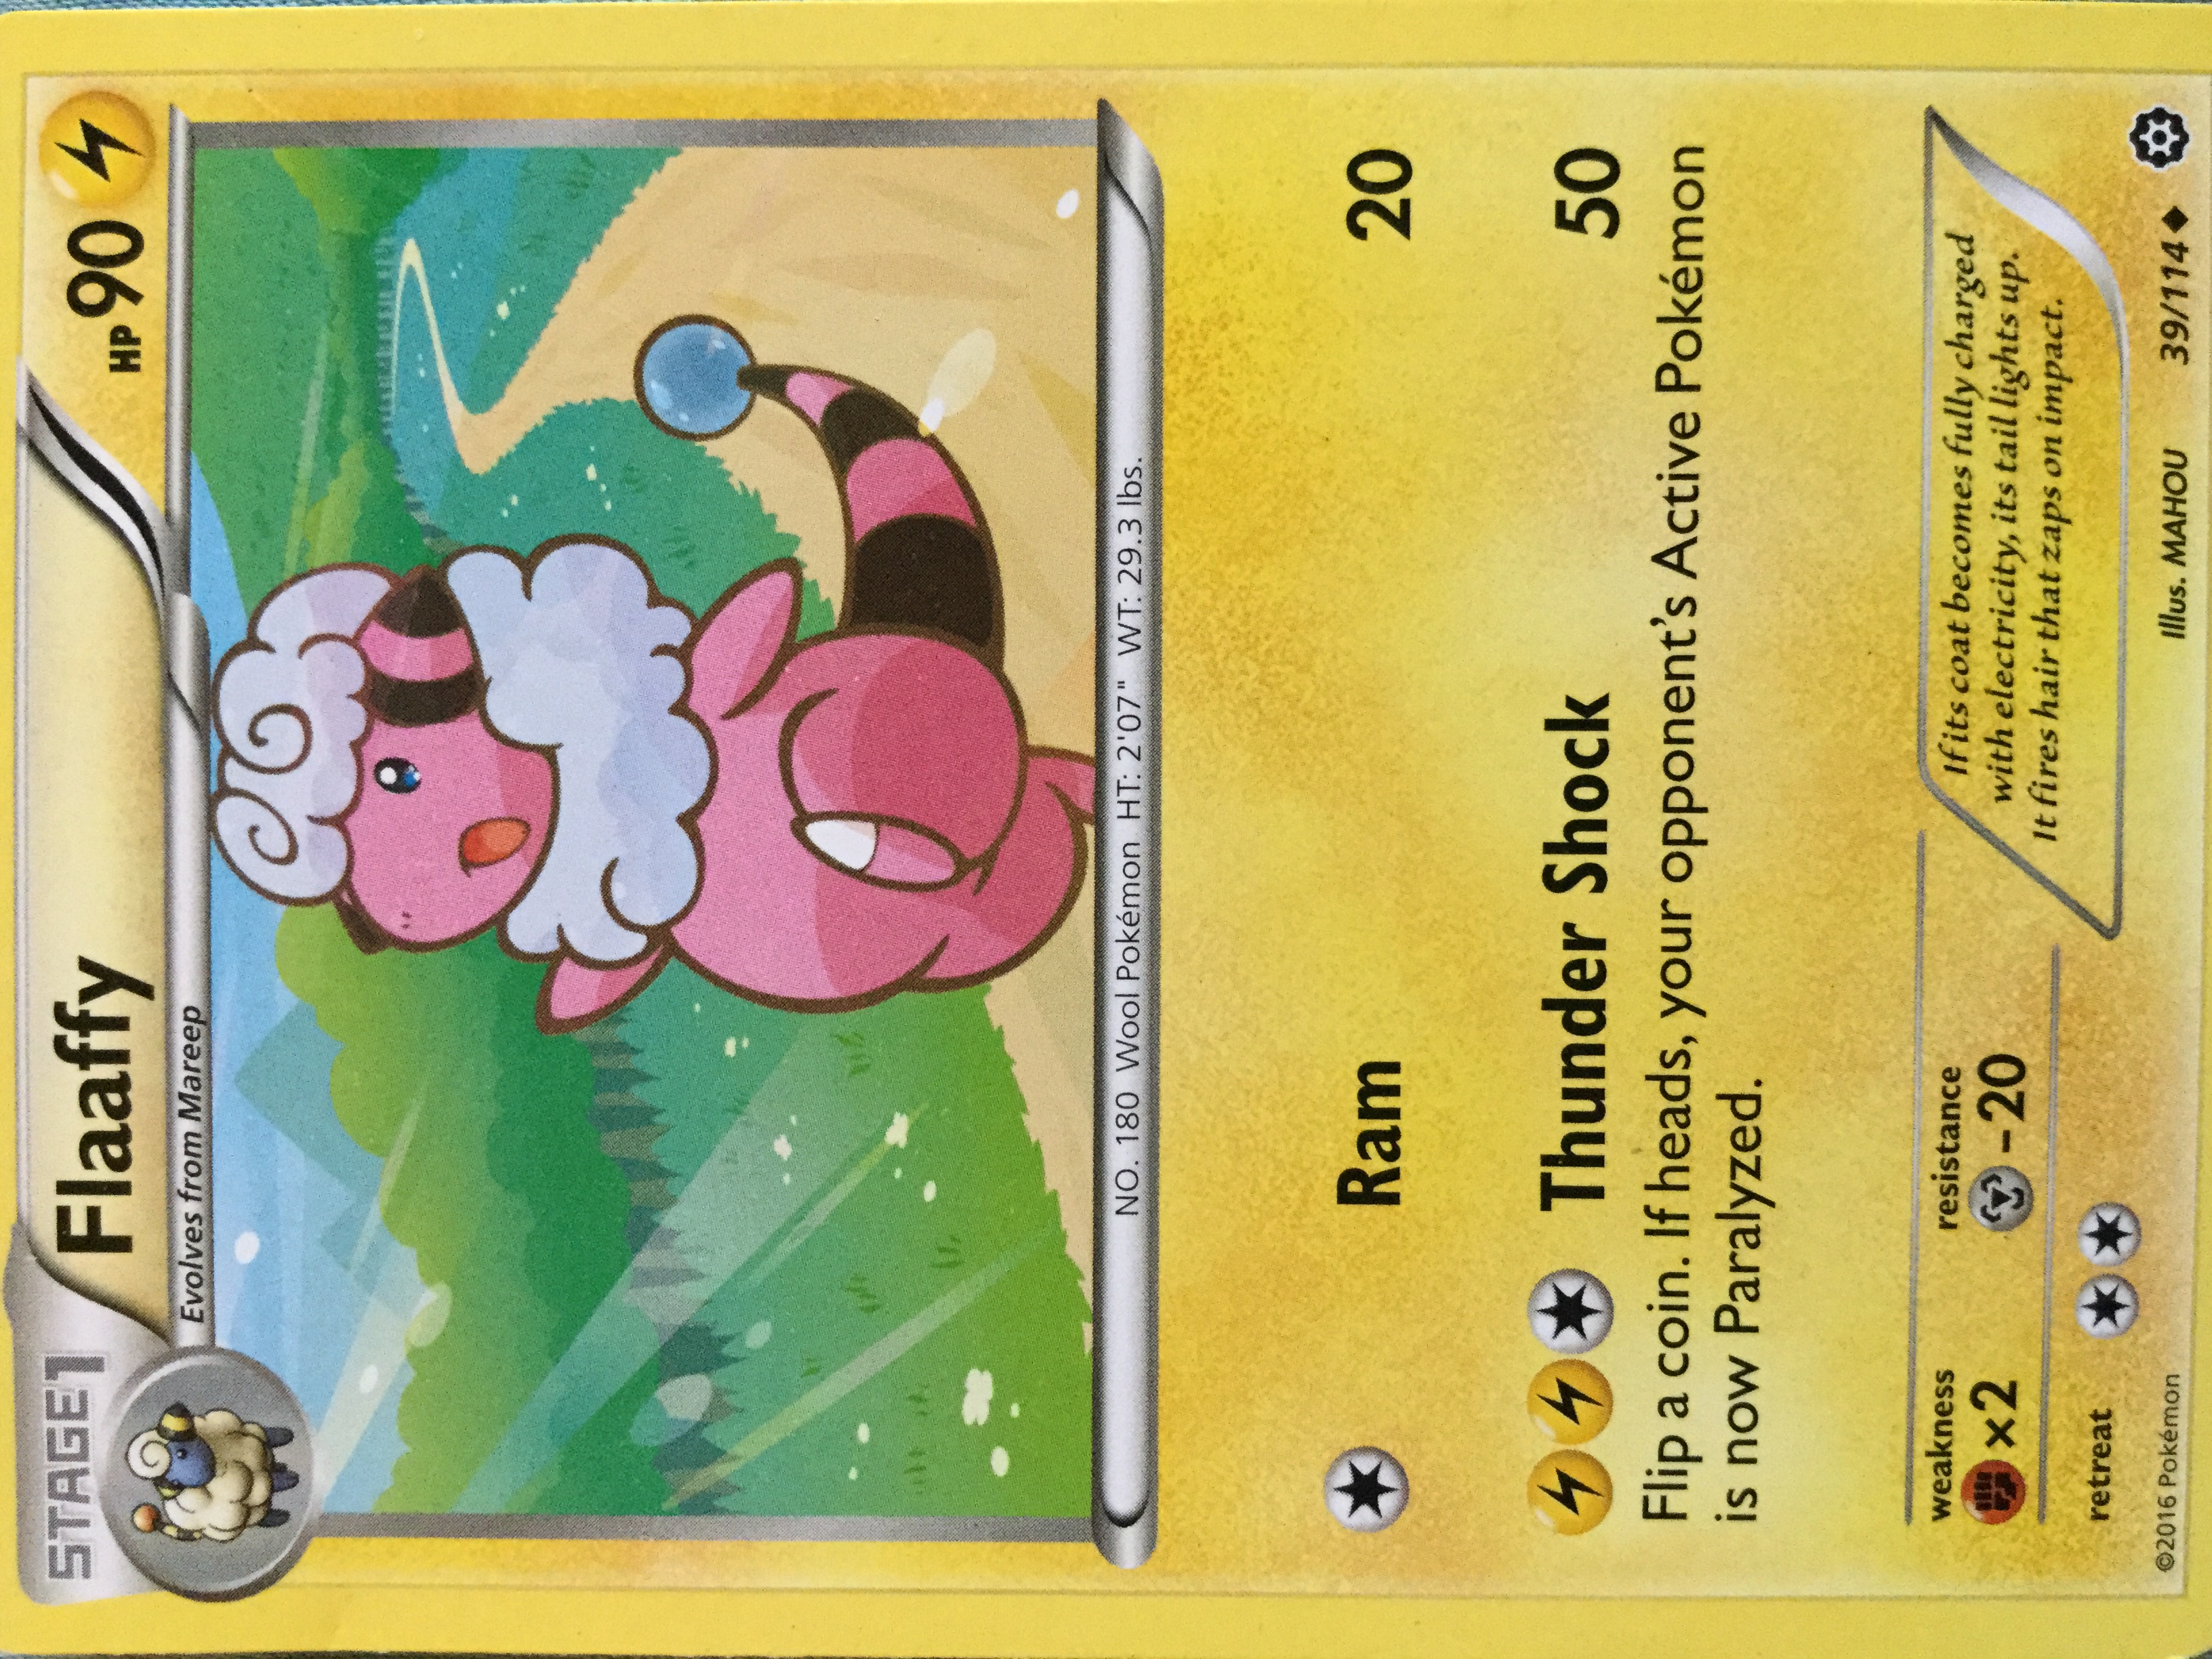 STAGE1
Flaaffy
HP 90
Evolves from Mareep
NO. 180 Wool Pokémon HT: 2'07" WT: 29.3 lbs.
Ram 20
Thunder Shock 50
Flip a coin. If heads, your opponent's Active Pokémon
is now Paralyzed.
weakness
×2
resistance
-20
retreat
If its coat becomes fully charged
with electricity, its tail lights up.
It fires hair that zaps on impact.
©2016 Pokémon
Illus. MAHOU
39/114